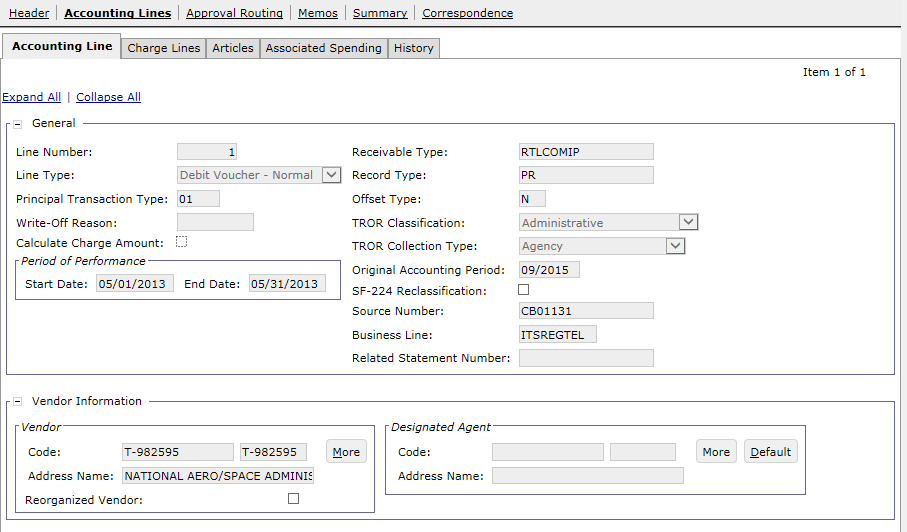 Header Accounting Lines Approval Routing Memos Summary Correspondence
Accounting Line Charge Lines Articles Associated Spending History
Item 1 of 1
Expand All | Collapse All
General
Line Number: 1 Receivable Type: RTLCOMIP
Line Type: Debit Voucher - Normal Record Type: PR
Principal Transaction Type: 01 Offset Type: N
Write-Off Reason: TROR Classification: Administrative
Calculate Charge Amount: TROR Collection Type: Agency
Period of Performance Original Accounting Period: 09/2015
Start Date: 05/01/2013 End Date: 05/31/2013 SF-224 Reclassification:
Source Number: CB01131
Business Line: ITSREGTEL
Related Statement Number:
Vendor Information
Vendor Designated Agent
Code: T-982595 T-982595 More Code: More Default
Address Name: NATIONAL AERO/SPACE ADMINIS Address Name:
Reorganized Vendor: